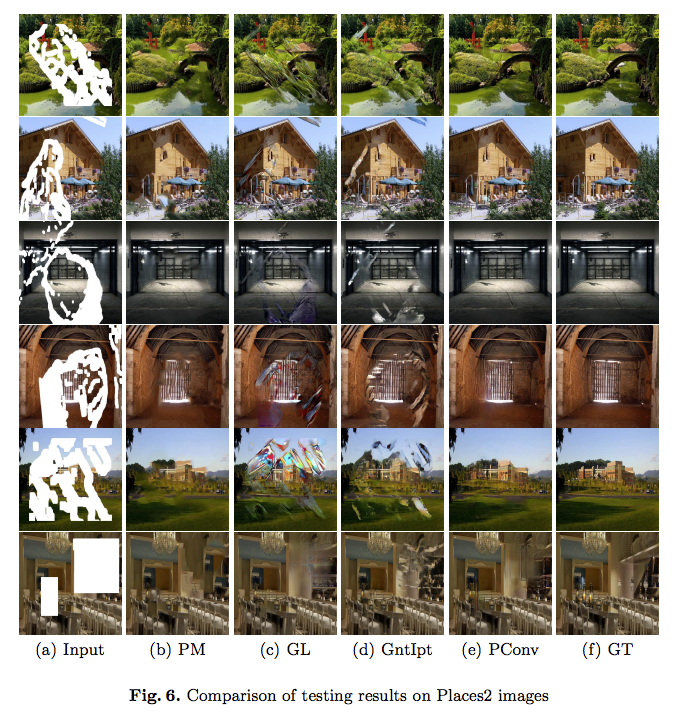 (a) Input (b) PM (c) GL (d) GntIpt (e) PConv (f) GT
Fig. 6. Comparison of testing results on Places2 images